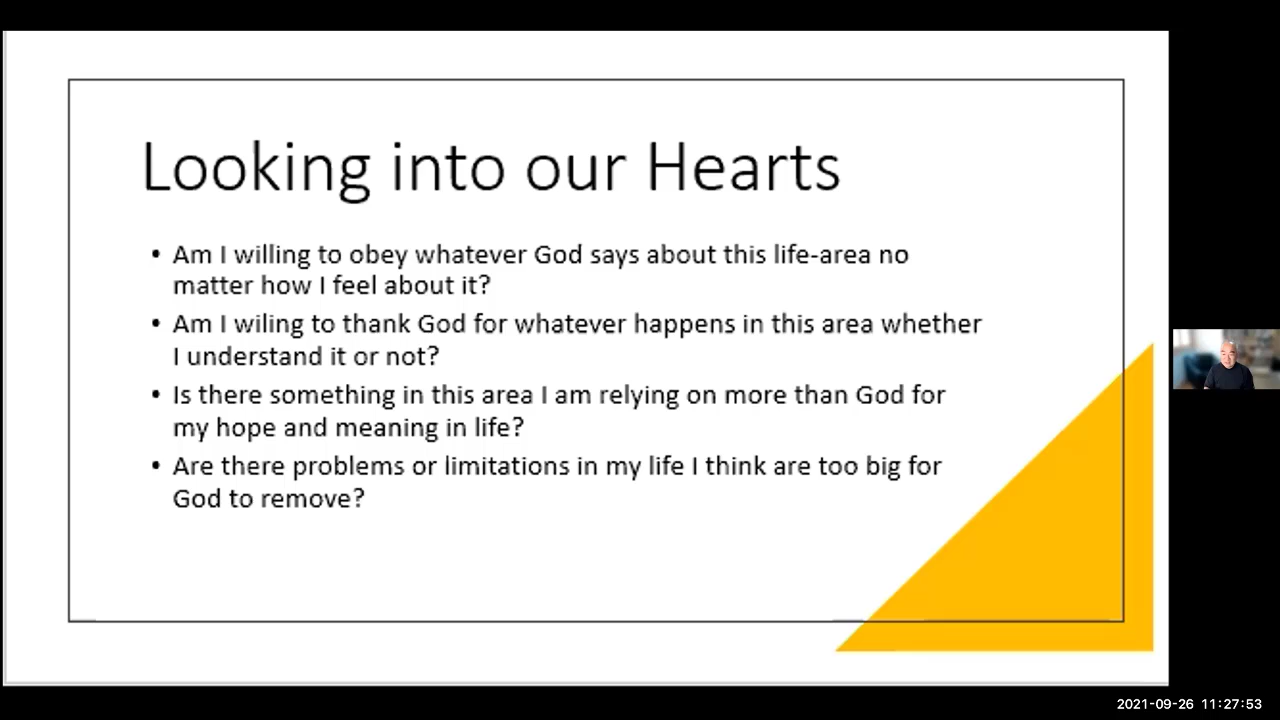 Looking into our Hearts
• Am I willing to obey whatever God says about this life-area no
matter how I feel about it?
• Am I wiling to thank God for whatever happens in this area whether
I understand it or not?
• Is there something in this area I am relying on more than God for
my hope and meaning in life?
• Are there problems or limitations in my life I think are too big for
God to remove?
2021-09-26 11:27:53